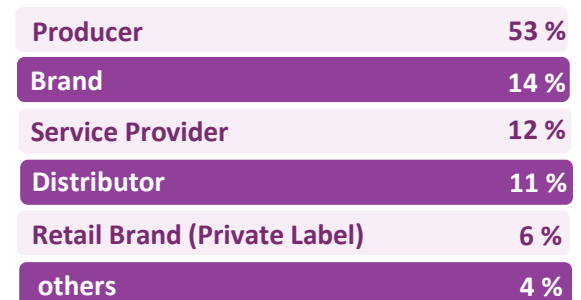 Producer 53 %
Brand 14 %
Service Provider 12 %
Distributor 11 %
Retail Brand (Private Label) 6 %
others 4 %